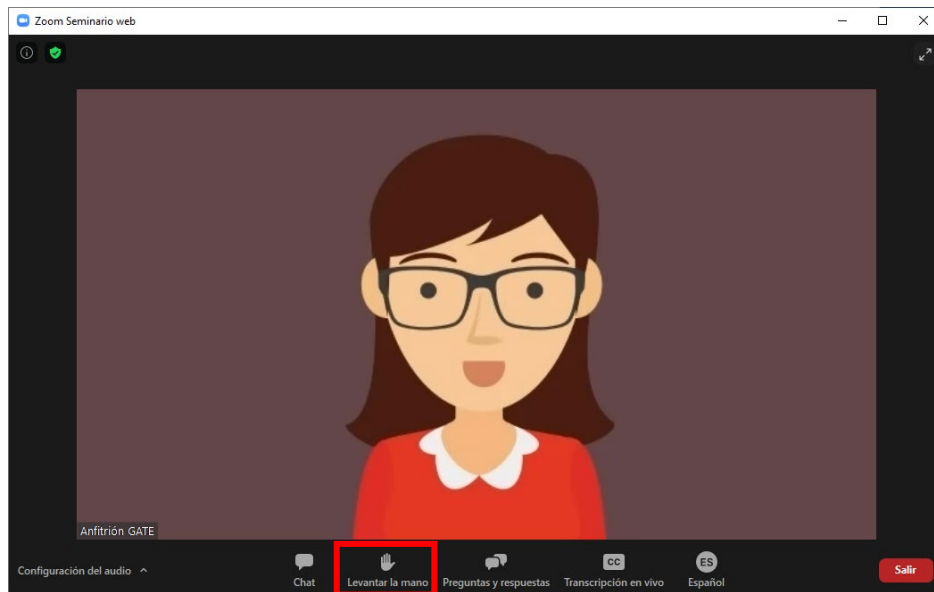 Zoom Seminario web
Anfitrión GATE
Configuración del audio
Chat
Levantar la mano
Preguntas y respuestas
CC
Transcripción en vivo
ES
Español
Salir